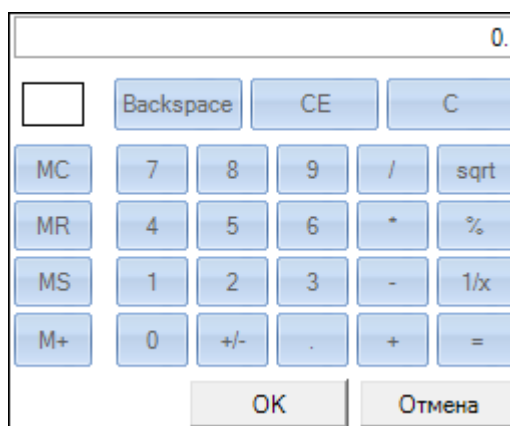 0.
Backspace CE C
MC 7 8 9 / sqrt
MR 4 5 6 * %
MS 1 2 3 - 1/x
M+ 0 +/- . + =
OK Отмена